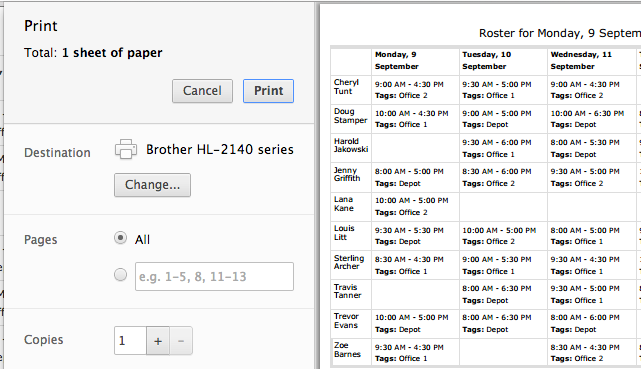 Print
Total: 1 sheet of paper
Cancel
Print
Destination
Brother HL-2140 series
Change...
Pages
All
e.g. 1-5, 8, 11-13
Copies
1
+
-
Roster for Monday, 9
Monday, 9 September
Tuesday, 10 September
Wednesday, 11 September
Cheryl Tunt
9:00 AM - 4:30 PM
Tags: Office 2
9:30 AM - 5:00 PM
Tags: Office 1
9:00 AM - 4:30 PM
Tags: Office 2
Doug Stamper
10:00 AM - 4:30 PM
Tags: Office 1
9:00 AM - 5:00 PM
Tags: Depot
10:00 AM - 6:30 PM
Tags: Depot
Harold Jakowski
9:30 AM - 6:00 PM
Tags: Office 1
8:00 AM - 5:30 PM
Tags: Depot
Jenny Griffith
8:00 AM - 5:00 PM
Tags: Depot
8:30 AM - 6:00 PM
Tags: Office 2
9:30 AM - 5:00 PM
Tags: Office 2
Lana Kane
10:00 AM - 5:00 PM
Tags: Office 2
Louis Litt
9:30 AM - 5:30 PM
Tags: Depot
10:00 AM - 5:00 PM
Tags: Office 2
8:00 AM - 5:00 PM
Tags: Office 1
Sterling Archer
8:30 AM - 4:30 PM
Tags: Office 1
9:00 AM - 5:30 PM
Tags: Office 1
9:30 AM - 4:30 PM
Tags: Office 1
Travis Tanner
8:00 AM - 6:30 PM
Tags: Depot
9:30 AM - 5:00 PM
Tags: Office 1
Trevor Evans
10:00 AM - 5:00 PM
Tags: Depot
8:00 AM - 6:30 PM
Tags: Depot
8:00 AM - 6:00 PM
Tags: Depot
Zoe Barnes
9:30 AM - 4:30 PM
Tags: Office 1
8:30 AM - 4:30 PM
Tags: Office 2